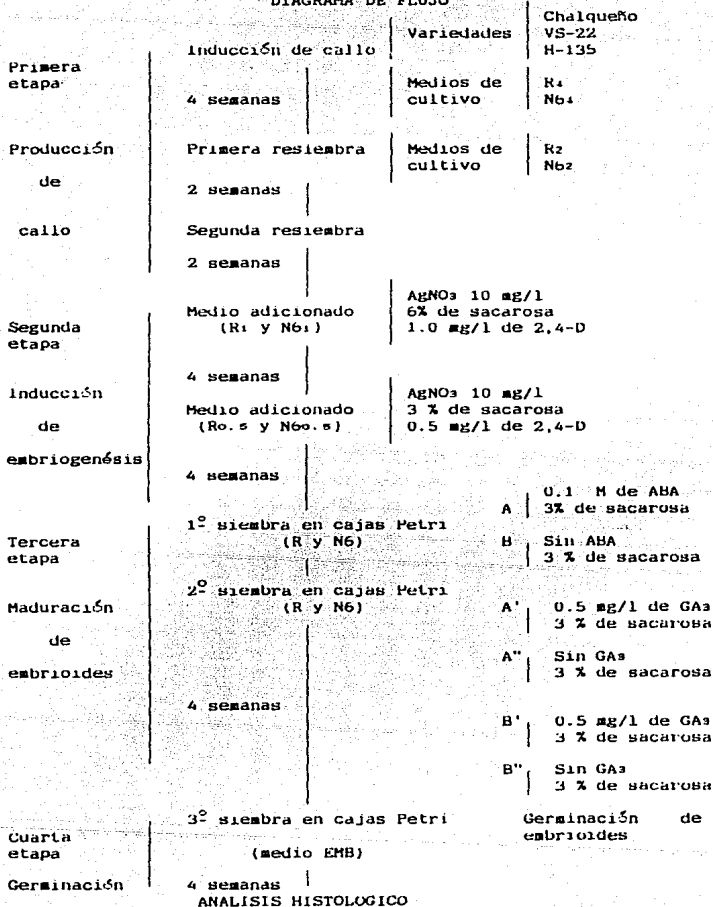 DIAGRAMA DE FLUJO
Chalqueño
Variedades VS-22
Inducción de callo H-135
Primera
etapa Medios de R4
4 semanas cultivo N64
Producción Primera resiembra Medios de R2
cultivo N62
de
2 semanas
callo Segunda resiembra
2 semanas
AgNO3 10 mg/l
Medio adicionado 6% de sacarosa
Segunda (R1 y N61) 1.0 mg/l de 2,4-D
etapa
4 semanas
Inducción AgNO3 10 mg/l
Medio adicionado 3 % de sacarosa
de (R0.5 y N60.5) 0.5 mg/l de 2,4-D
embriogenésis
4 semanas
0.1 M de ABA
A 3% de sacarosa
1º siembra en cajas Petri
Tercera (R y N6) B Sin ABA
etapa 3 % de sacarosa
2º siembra en cajas Petri
Maduración (R y N6) A' 0.5 mg/l de GA3
3 % de sacarosa
de
A" Sin GA3
embrioides 3 % de sacarosa
4 semanas
B' 0.5 mg/l de GA3
3 % de sacarosa
B" Sin GA3
3 % de sacarosa
3º siembra en cajas Petri Germinación de
Cuarta embrioides
etapa (medio EMB)
Germinación 4 semanas
ANALISIS HISTOLOGICO